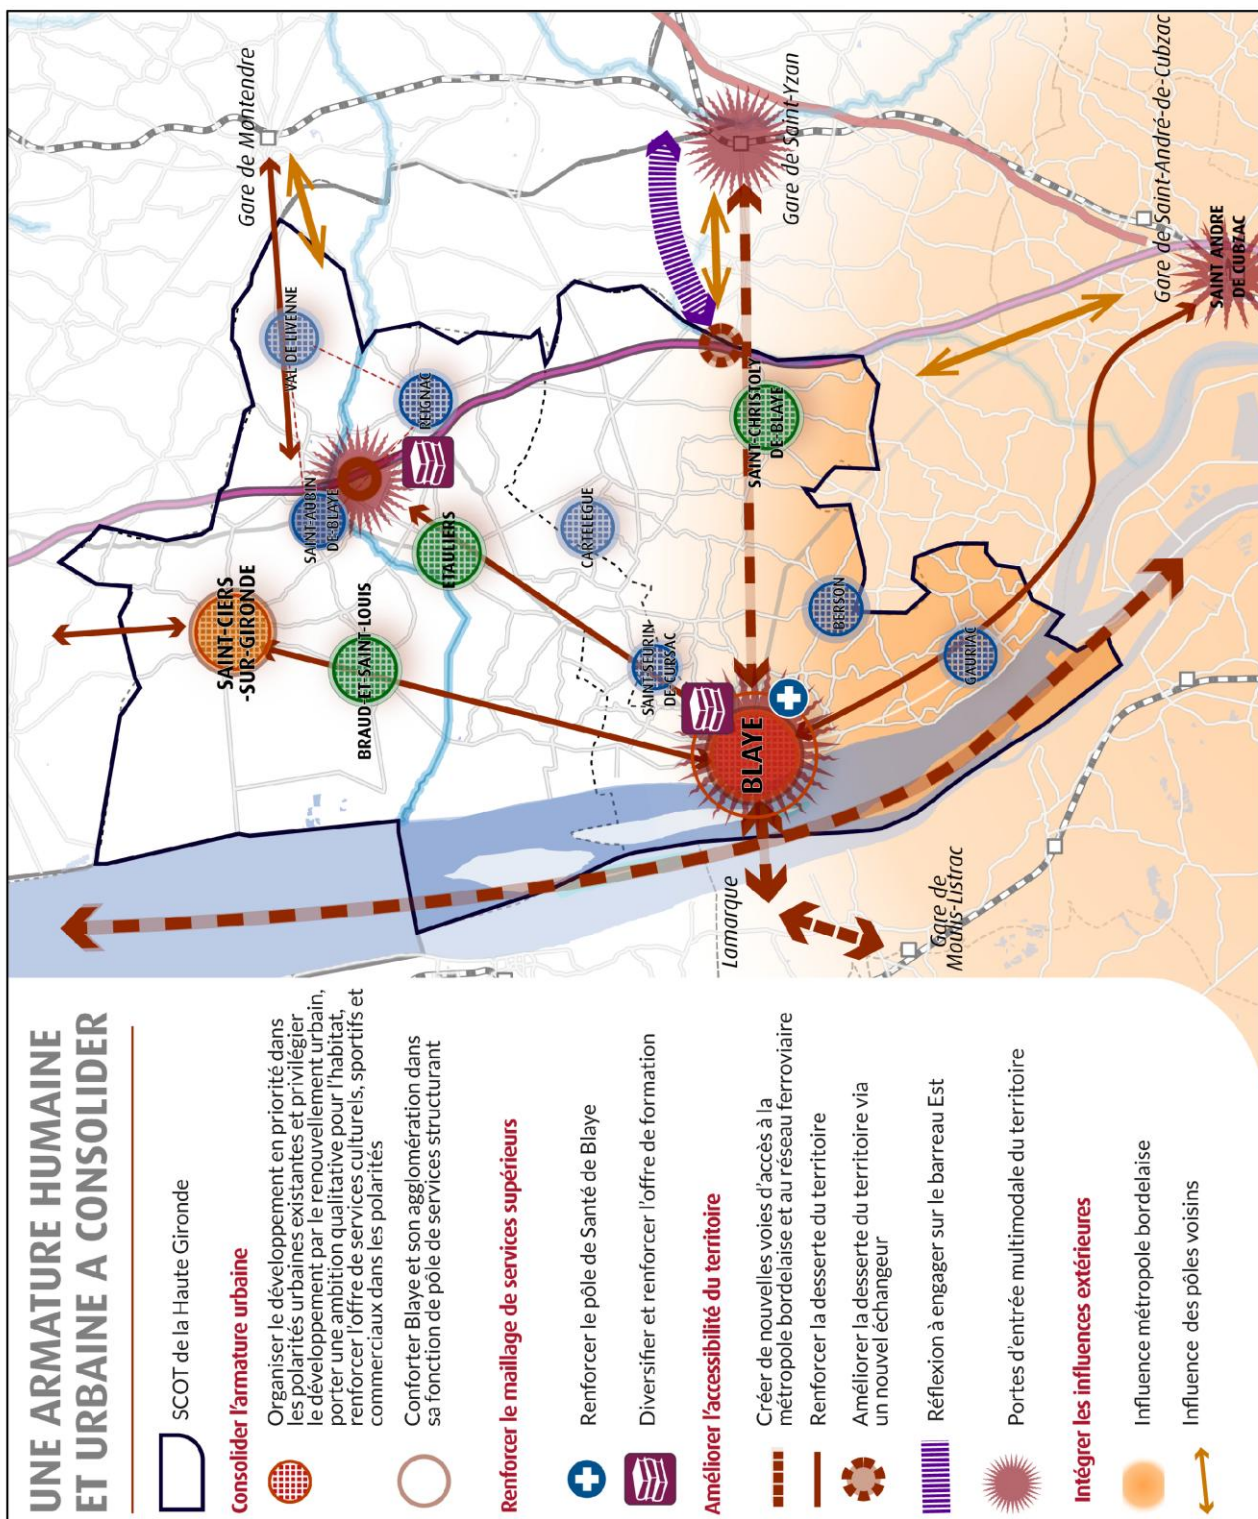 UNE ARMATURE HUMAINE
ET URBAINE A CONSOLIDER
SCOT de la Haute Gironde
Consolider l'armature urbaine
Organiser le développement en priorité dans
les polarités urbaines existantes et privilégier
le développement par le renouvellement urbain,
porter une ambition qualitative pour l'habitat,
renforcer l'offre de services culturels, sportifs et
commerciaux dans les polarités
Conforter Blaye et son agglomération dans
sa fonction de pôle de services structurant
Renforcer le maillage de services supérieurs
Renforcer le pôle de Santé de Blaye
Diversifier et renforcer l'offre de formation
Améliorer l'accessibilité du territoire
Créer de nouvelles voies d'accès à la
métropole bordelaise et au réseau ferroviaire
Renforcer la desserte du territoire
Améliorer la desserte du territoire via
un nouvel échangeur
Réflexion à engager sur le barreau Est
Portes d'entrée multimodale du territoire
Intégrer les influences extérieures
Influence métropole bordelaise
Influence des pôles voisins
Gare de Montendre
VAL-DE-LIVENNE
SAINT-CIERS
-SUR-GIRONDE
SAINT-AUBIN
DE-BLAYE
REIGNAC
BRAUD-ET-SAINT-LOUIS
ETAULIERS
CARTELEGUE
SAINT-SEURIN
DE-CURSAC
BLAYE
Lamarque
Gare de
Moulis-Listrac
SAINT-CHRISTOLY
DE-BLAYE
Gare de Saint-Yzan
BERSON
GAURIAC
Gare de Saint-André-de-Cubzac
SAINT ANDRE
DE CUBZAC